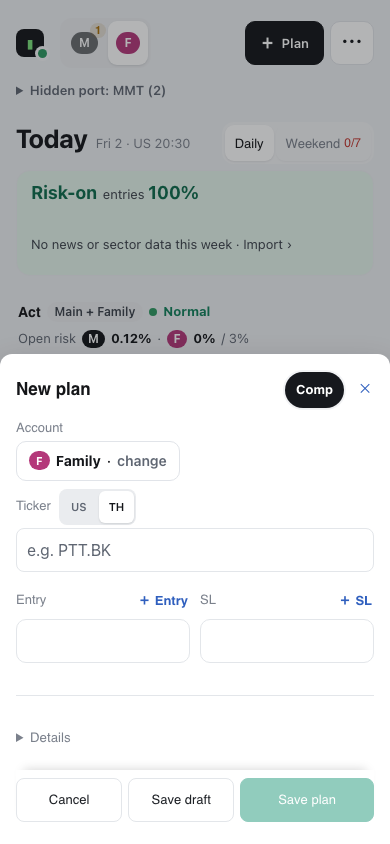 M 1 F + Plan ...
Hidden port: MMT (2)
Today Fri 2 · US 20:30 Daily Weekend 0/7
Risk-on entries 100%
No news or sector data this week · Import ›
Act Main + Family Normal
Open risk M 0.12% · F 0% / 3%
New plan Comp ×
Account
F Family · change
Ticker US TH
e.g. PTT.BK
Entry + Entry SL + SL
Details
Cancel Save draft Save plan